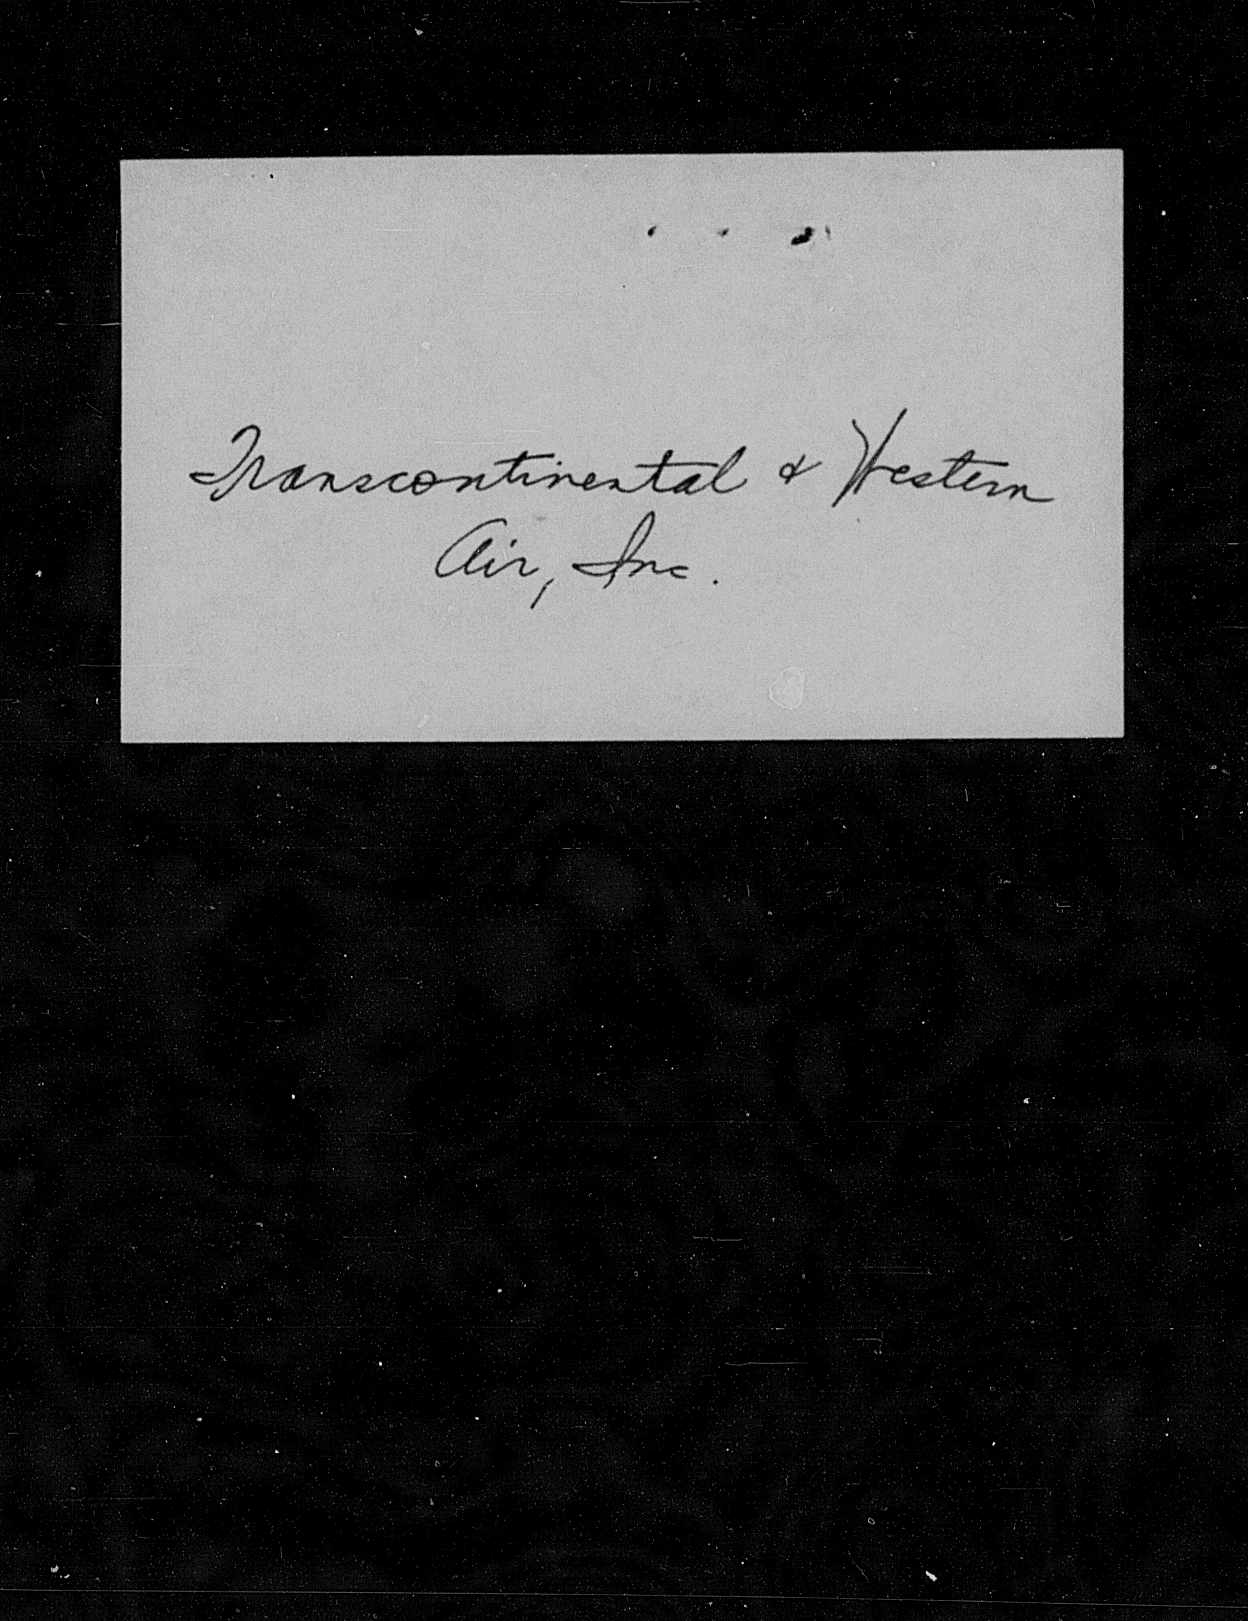 Transcontinental & Western
Air, Inc.